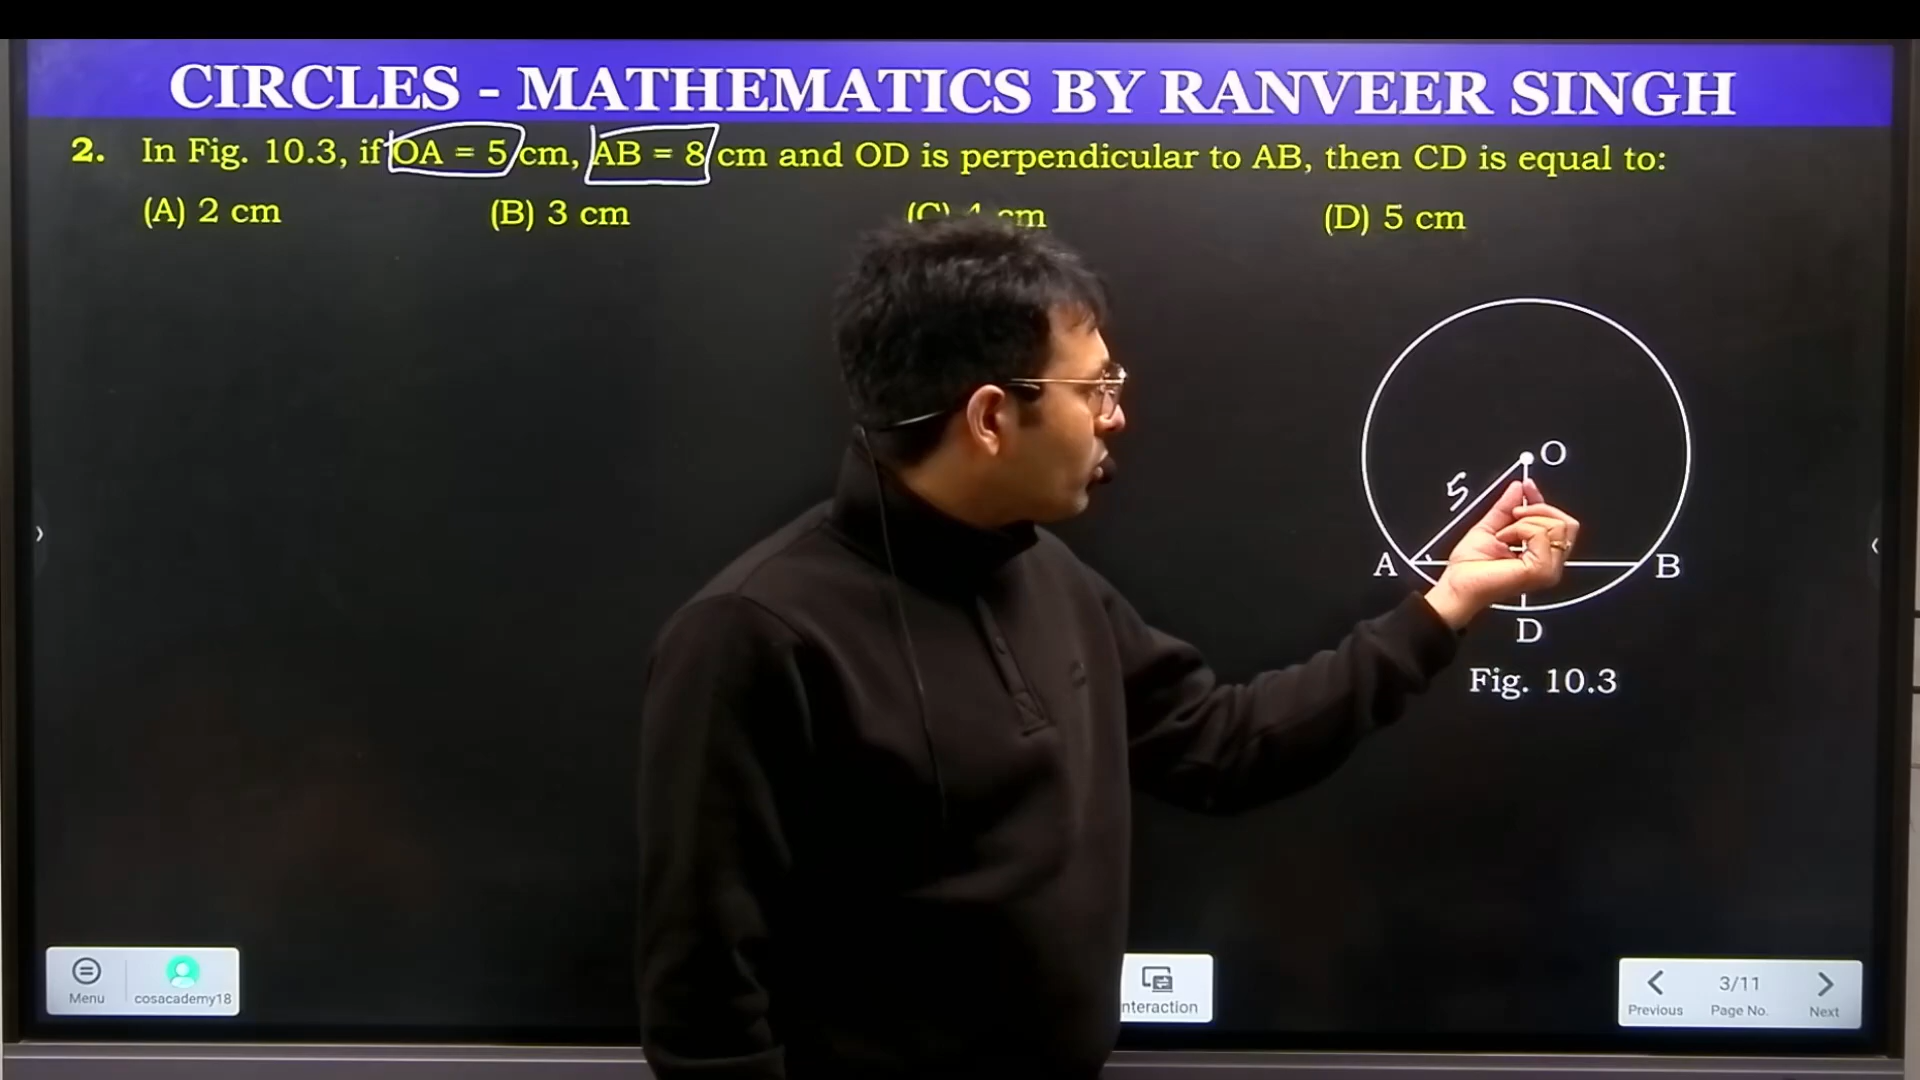 CIRCLES - MATHEMATICS BY RANVEER SINGH
2. In Fig. 10.3, if OA = 5 cm, AB = 8 cm and OD is perpendicular to AB, then CD is equal to:
(A) 2 cm (B) 3 cm (C) cm (D) 5 cm
O
5
A B
D
Fig. 10.3
Menu cosacademy18
nteraction
Previous 3/11 Page No. Next